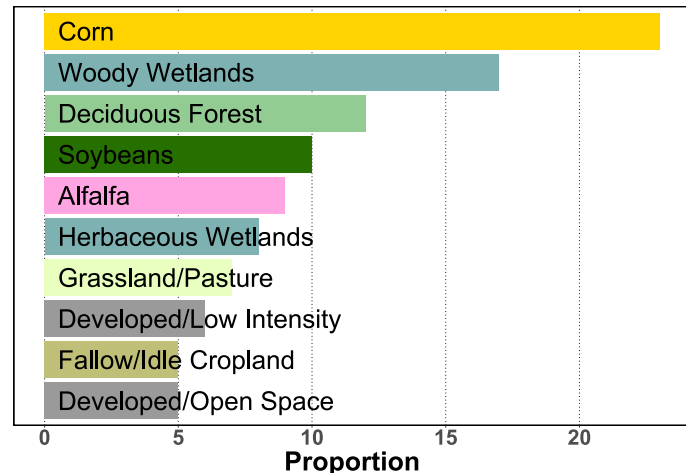 Corn
Woody Wetlands
Deciduous Forest
Soybeans
Alfalfa
Herbaceous Wetlands
Grassland/Pasture
Developed/Low Intensity
Fallow/Idle Cropland
Developed/Open Space
0 5 10 15 20
Proportion